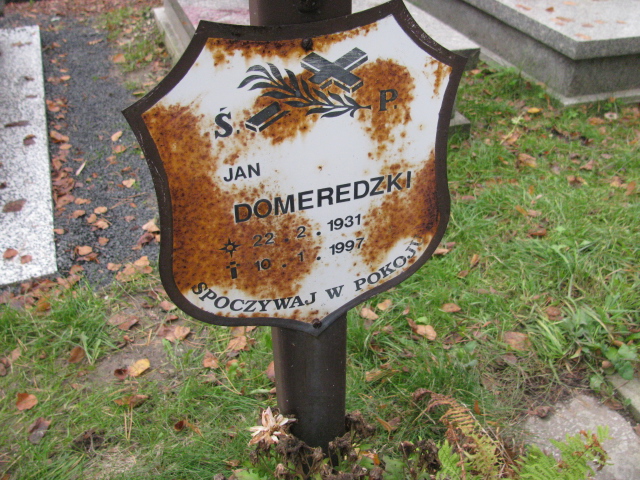 Ś. P.
JAN
DOMEREDZKI
22.2.1931
10.1.1997
SPOCZYWAJ W POKOJU